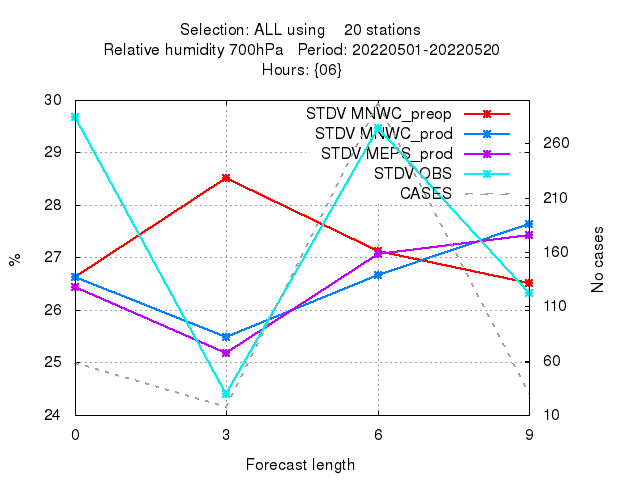 Selection: ALL using    20 stations
Relative humidity 700hPa   Period: 20220501-20220520
Hours: {06}
STDV MNWC_preop
STDV MNWC_prod
STDV MEPS_prod
STDV OBS
CASES
30
29
28
27
26
25
24
%
260
210
160
110
60
10
No cases
0 3 6 9
Forecast length